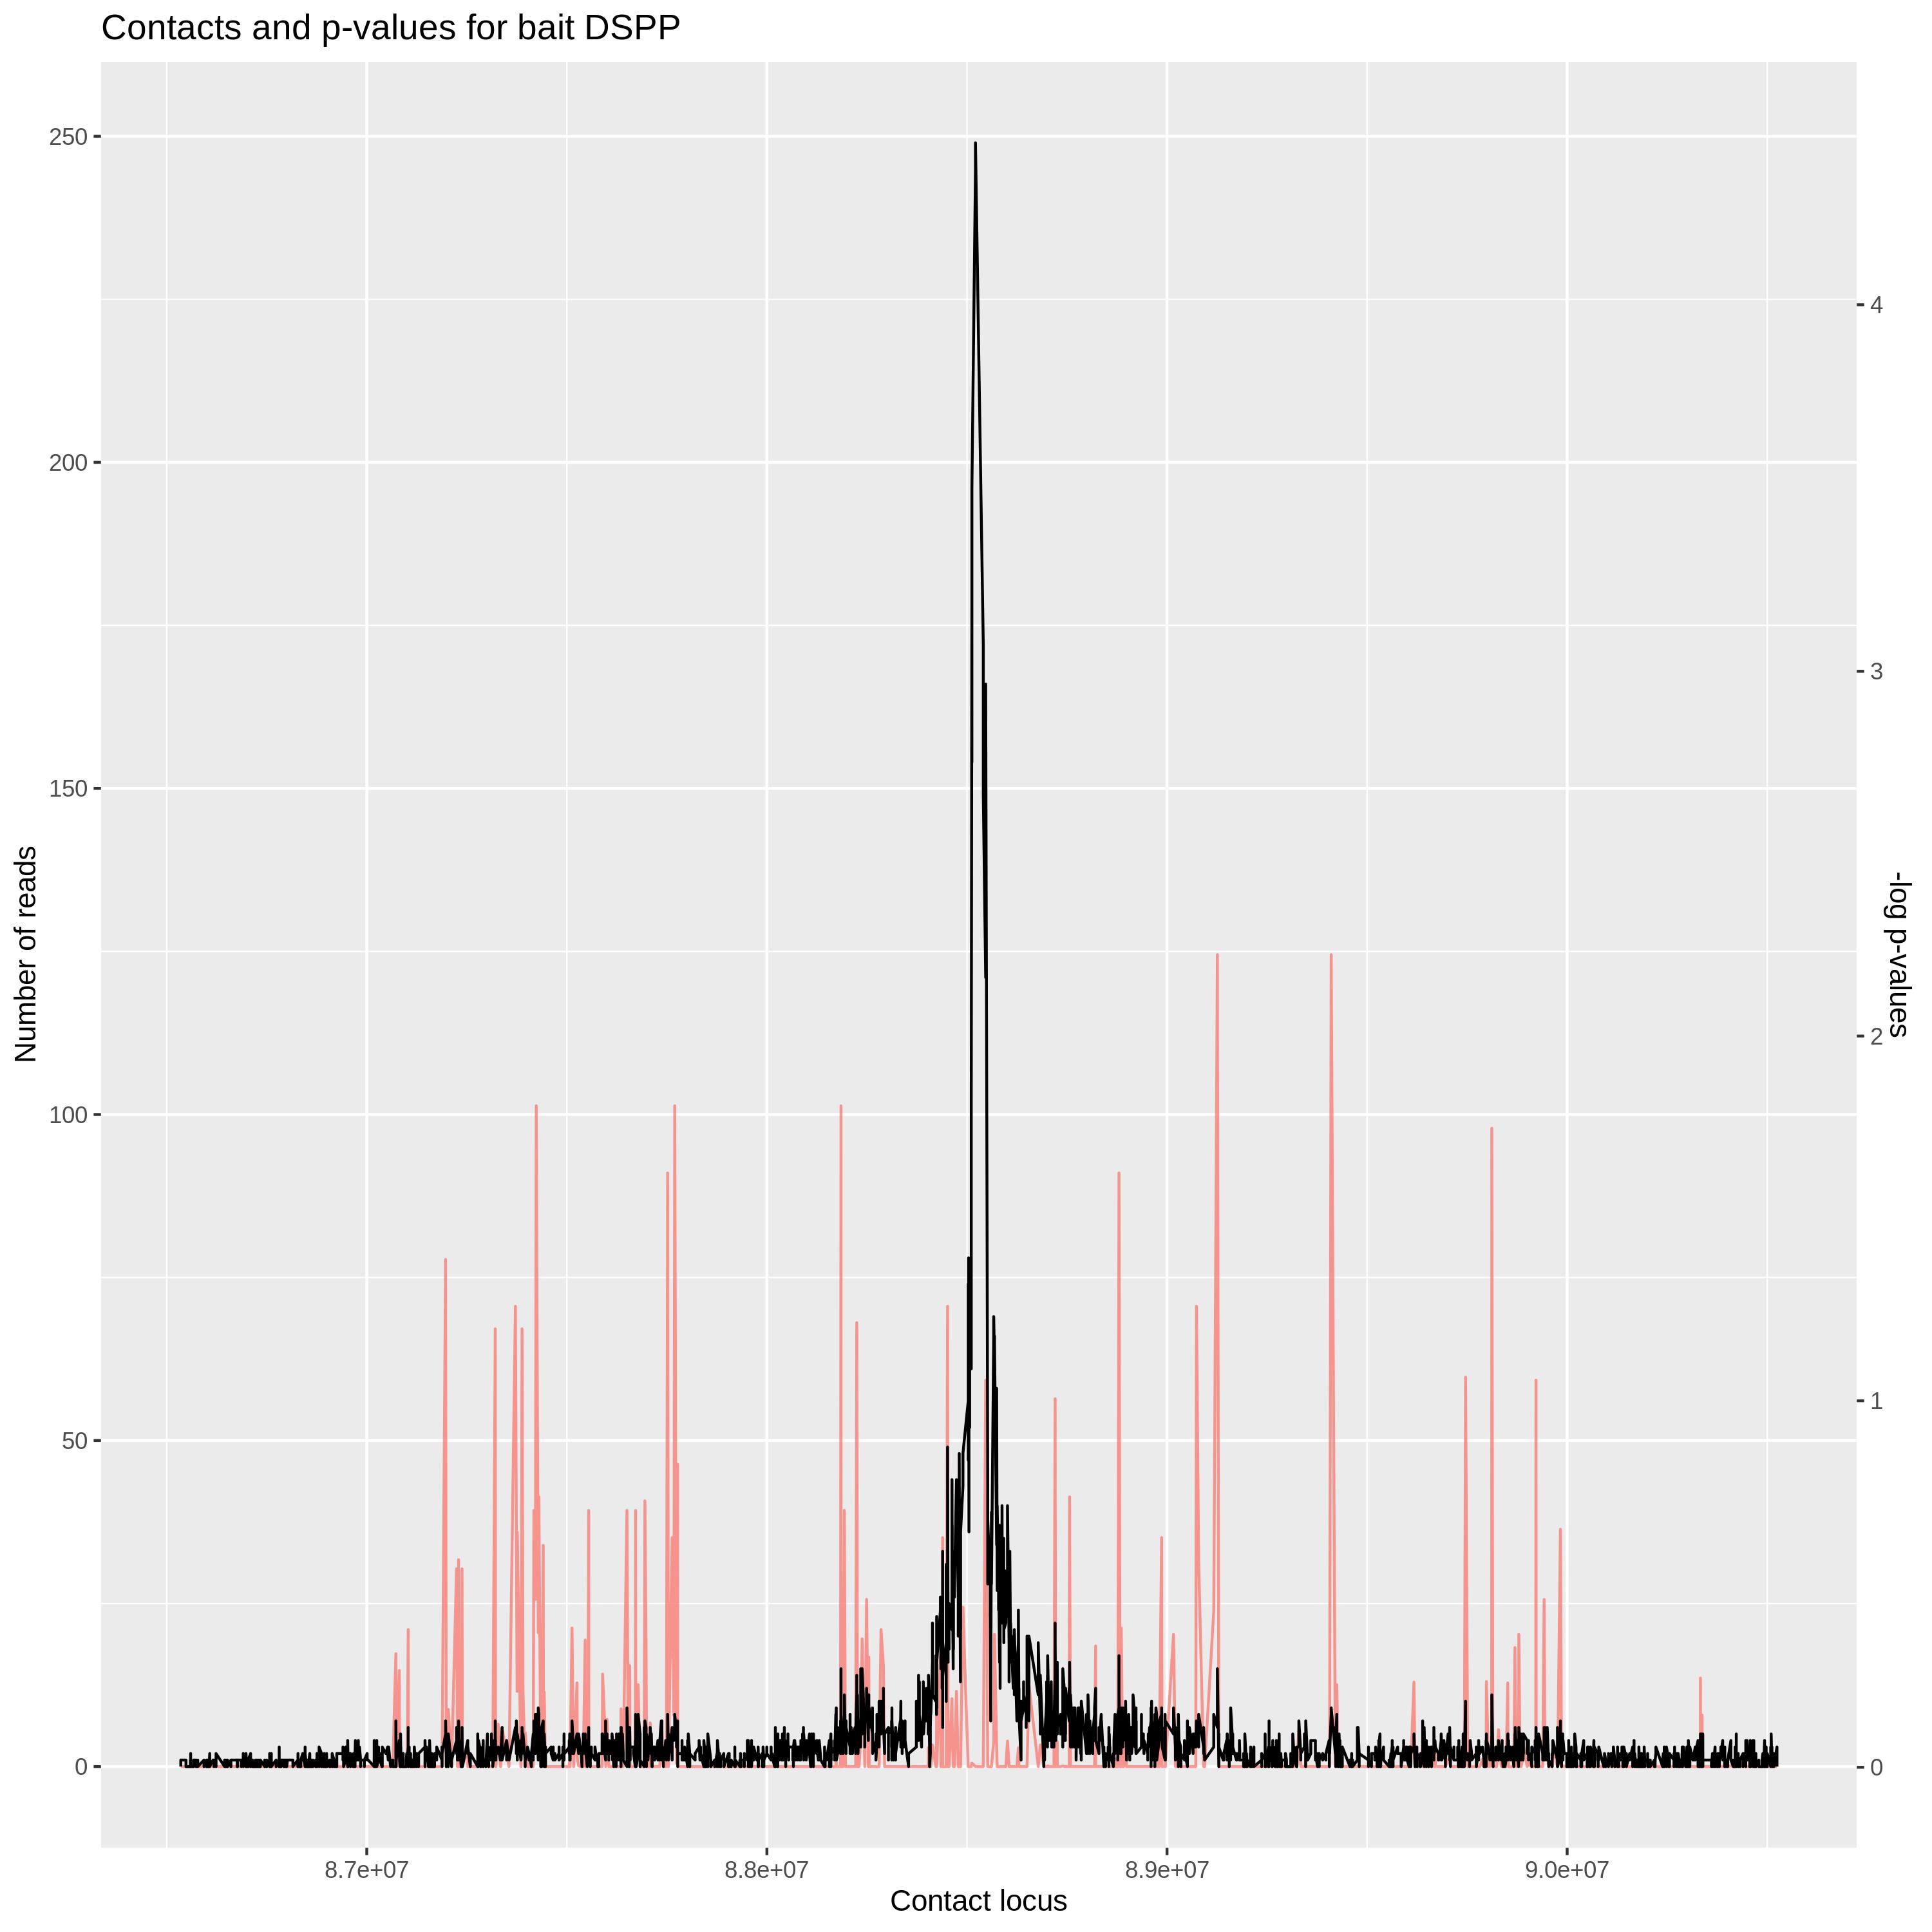 Contacts and p-values for bait DSPP
250
200
150
100
50
0
Number of reads
4
3
2
1
0
-log p-values
8.7e+07
8.8e+07
8.9e+07
9.0e+07
Contact locus